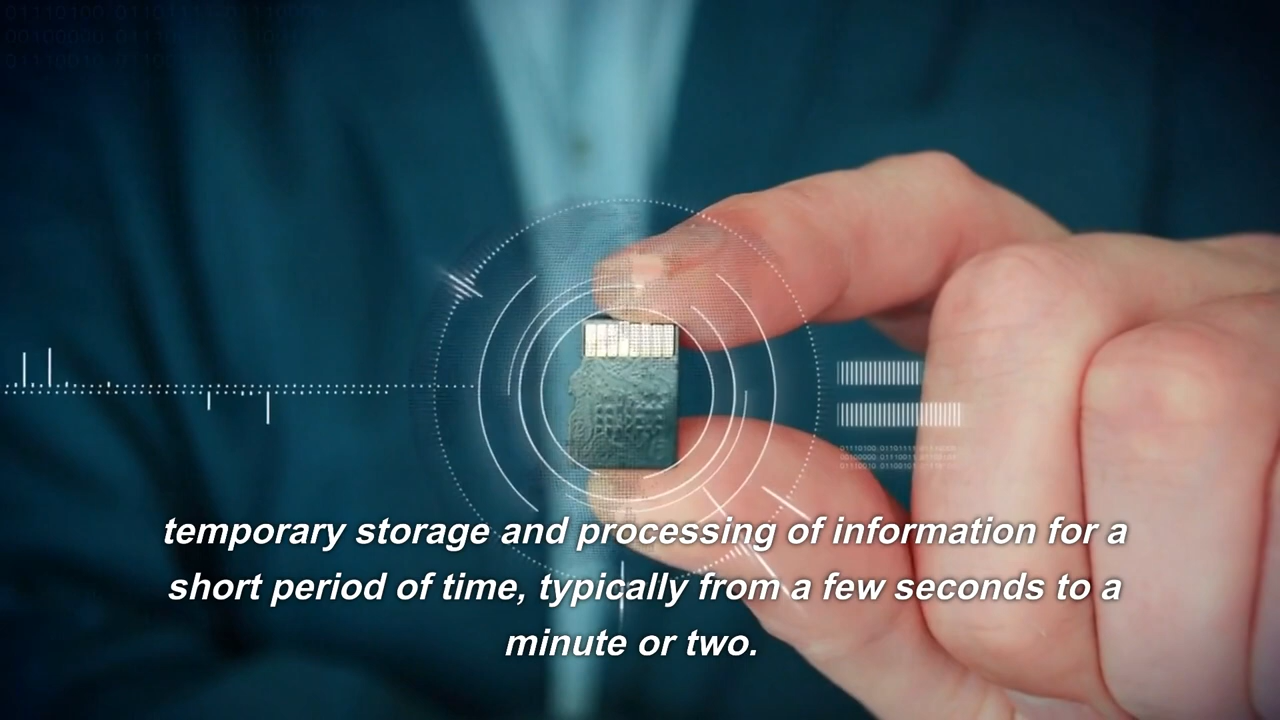 temporary storage and processing of information for a
short period of time, typically from a few seconds to a
minute or two.